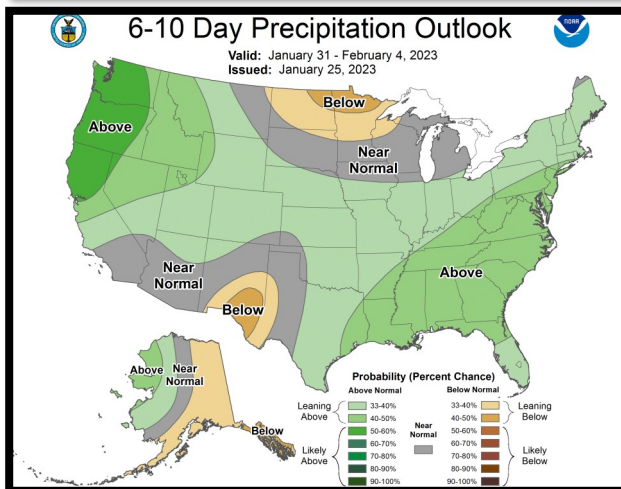 6-10 Day Precipitation Outlook
NOAA
Valid: January 31 - February 4, 2023
Issued: January 25, 2023
Above
Below
Near
Normal
Near
Normal
Above
Below
Above
Near
Normal
Below
Probability (Percent Chance)
Above Normal
Below Normal
Leaning
Above
33-40%
40-50%
Likely
Above
50-60%
60-70%
70-80%
80-90%
90-100%
Near
Normal
33-40%
40-50%
Leaning
Below
50-60%
60-70%
70-80%
80-90%
90-100%
Likely
Below